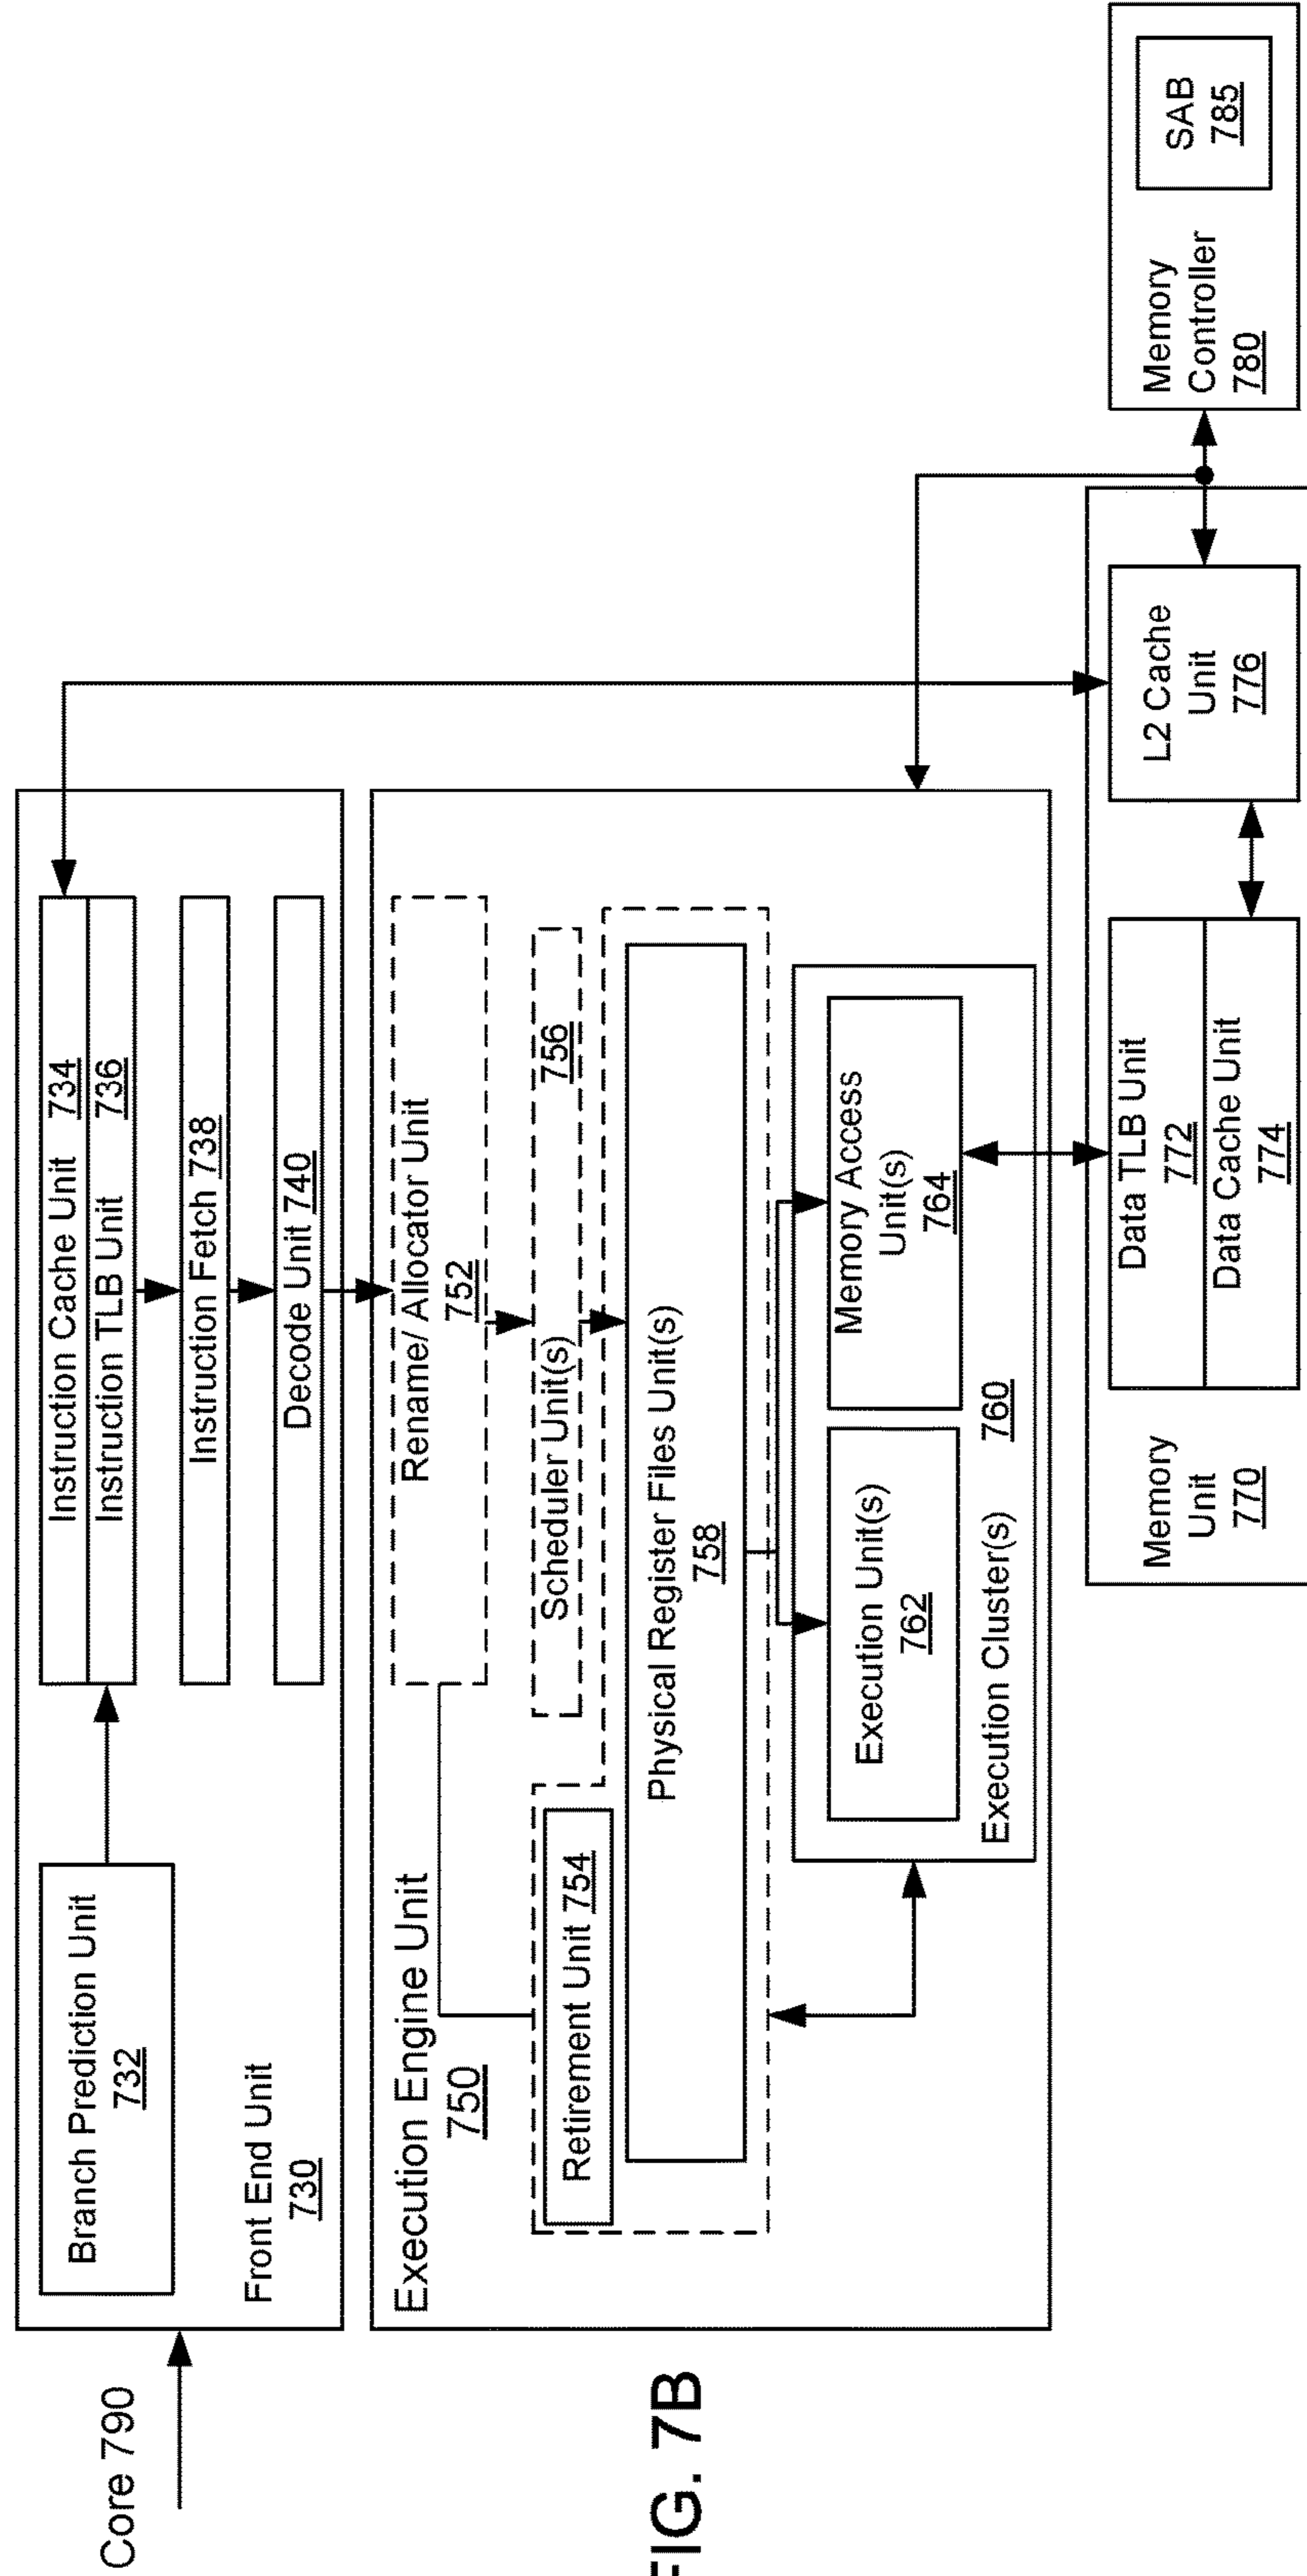 Core 790
Branch Prediction Unit
732
Front End Unit
730
Instruction Cache Unit 734
Instruction TLB Unit 736
Instruction Fetch 738
Decode Unit 740
Execution Engine Unit
750
Rename/ Allocator Unit
752
Scheduler Unit(s) 756
Retirement Unit 754
Physical Register Files Unit(s)
758
Execution Unit(s)
762
Memory Access
Unit(s)
764
Execution Cluster(s) 760
Memory
Unit
770
Data TLB Unit
772
Data Cache Unit
774
L2 Cache
Unit
776
Memory
Controller
780
SAB
785
FIG. 7B